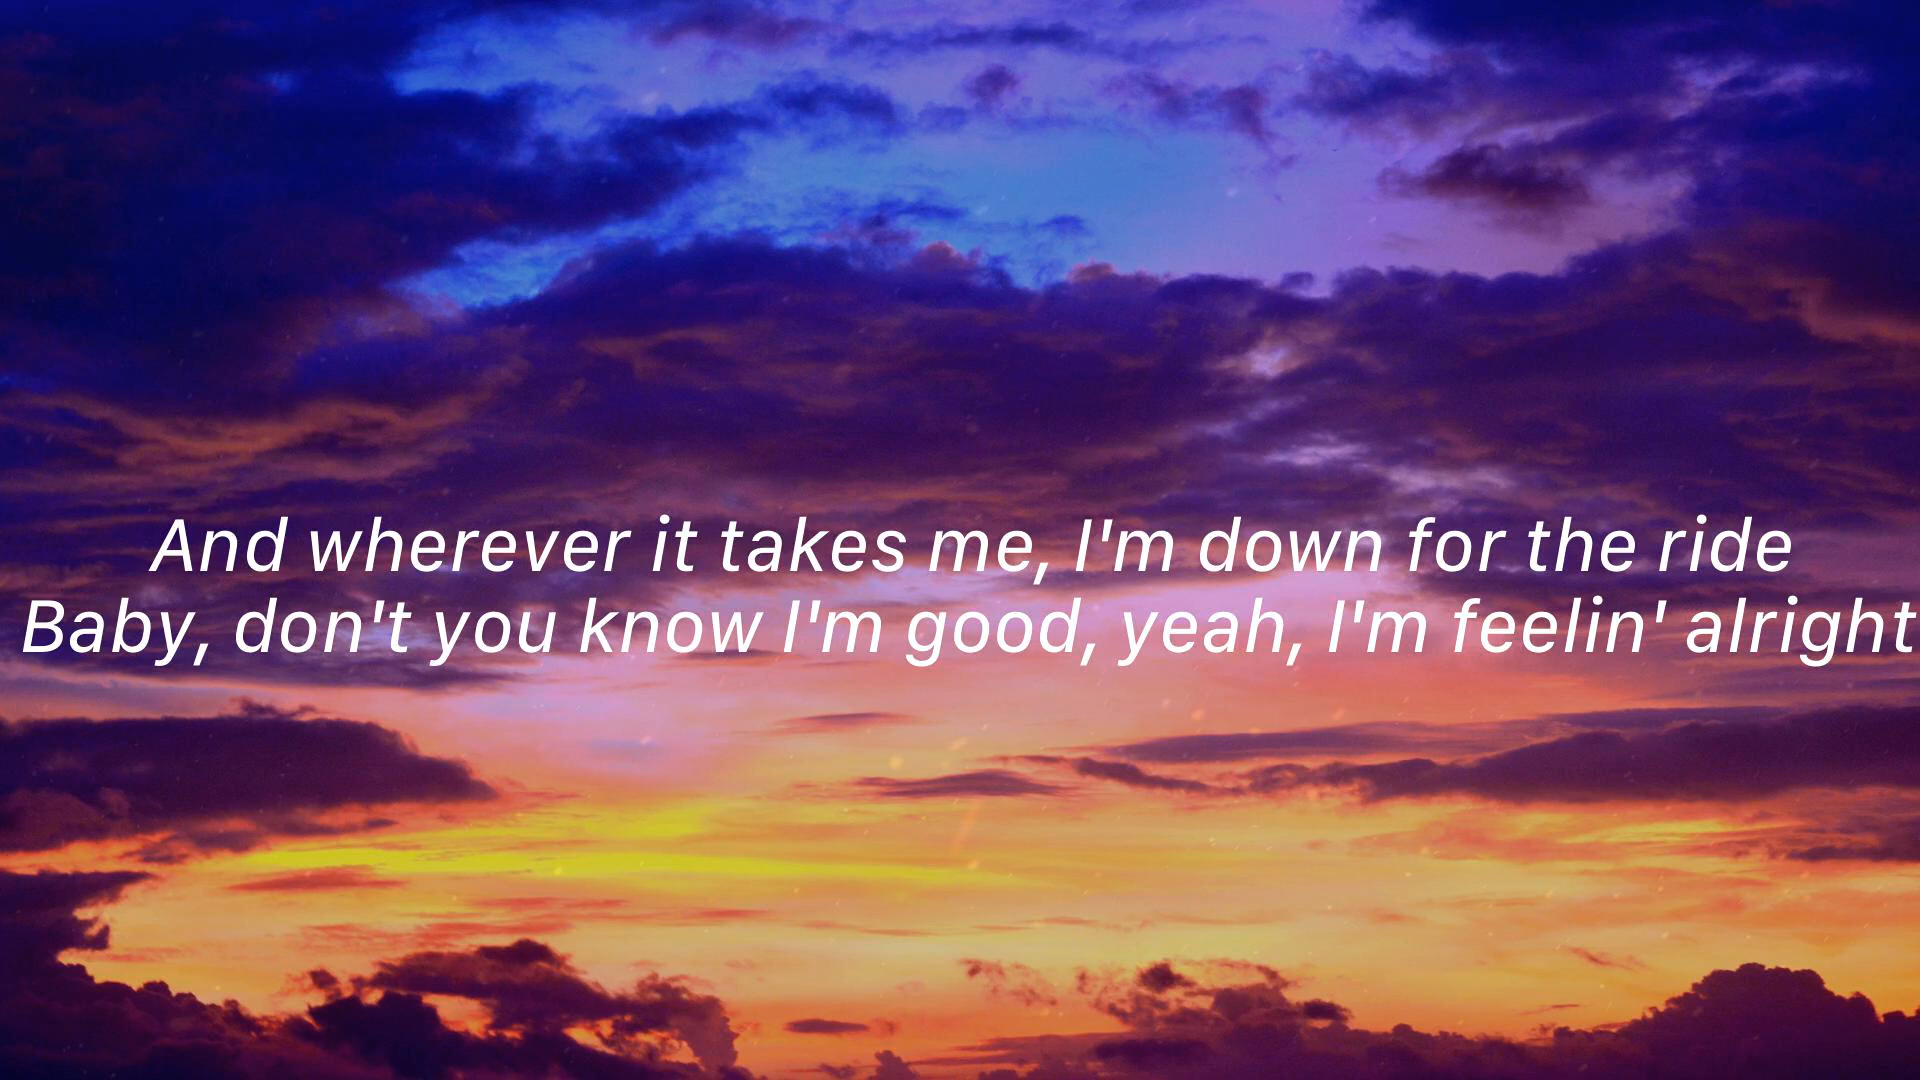 And wherever it takes me, I'm down for the ride
Baby, don't you know I'm good, yeah, I'm feelin' alright